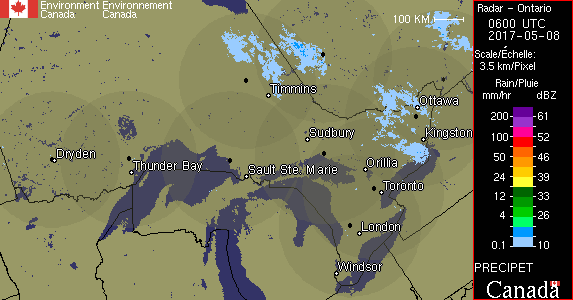 Environment Environnement
Canada Canada
100 KM
Timmins
Ottawa
Sudbury
Kingston
Dryden
Thunder Bay
Sault Ste. Marie
Orillia
Toronto
London
Windsor
Radar - Ontario
0600 UTC
2017-05-08
Scale/Échelle:
3.5 km/Pixel
Rain/Pluie
mm/hr dBZ
200 61
100 52
50 46
24 39
12 33
4 26
0.1 10
PRECIPET
Canada